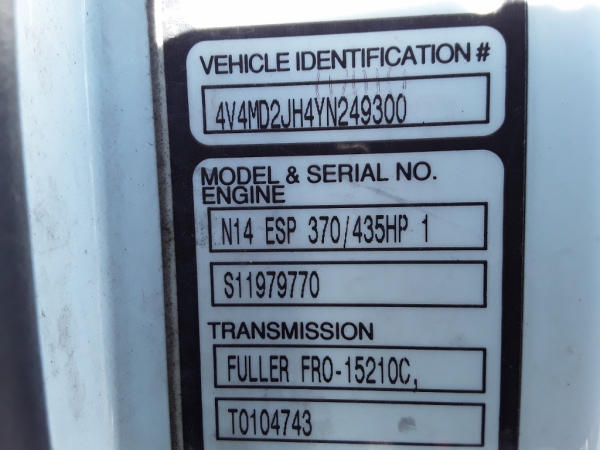 VEHICLE IDENTIFICATION #
4V4MD2JH4YN249300
MODEL & SERIAL NO.
ENGINE
N14 ESP 370/435HP 1
S11979770
TRANSMISSION
FULLER FRO-15210C,
T0104743